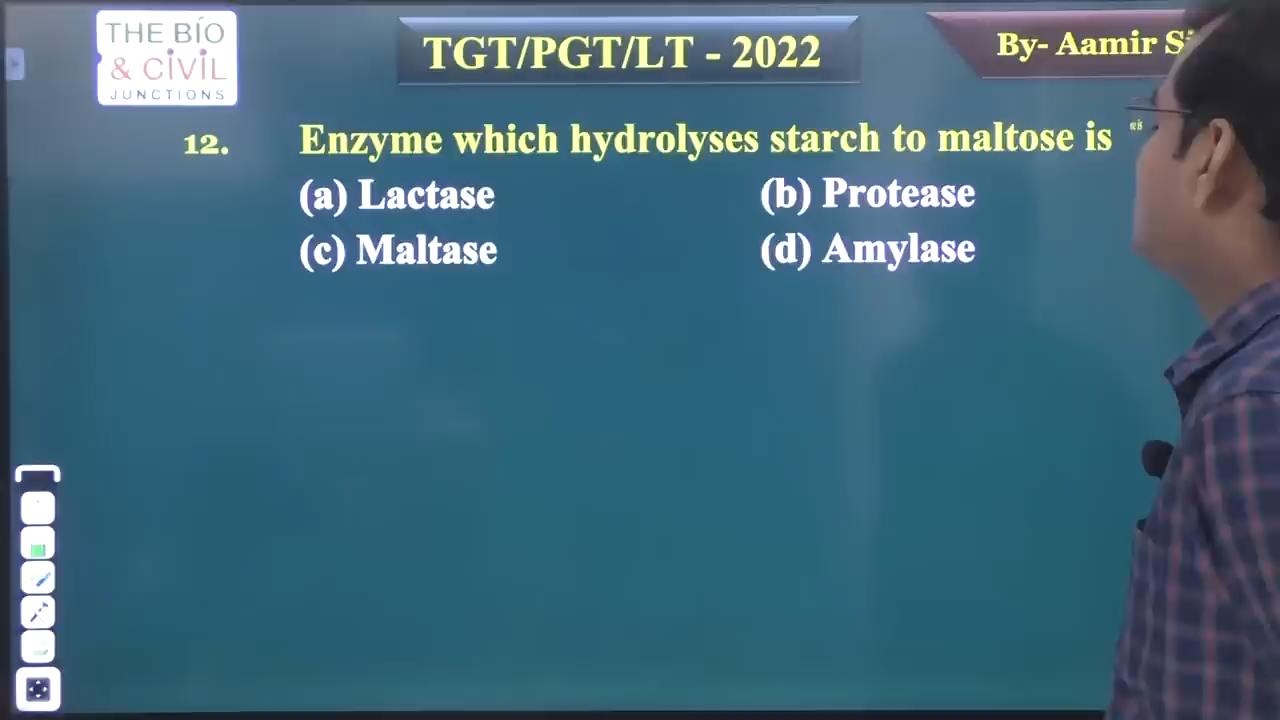 THE BÍO
& CIVIL
JUNCTIONS
TGT/PGT/LT - 2022
By- Aamir
12. Enzyme which hydrolyses starch to maltose is
(a) Lactase (b) Protease
(c) Maltase (d) Amylase